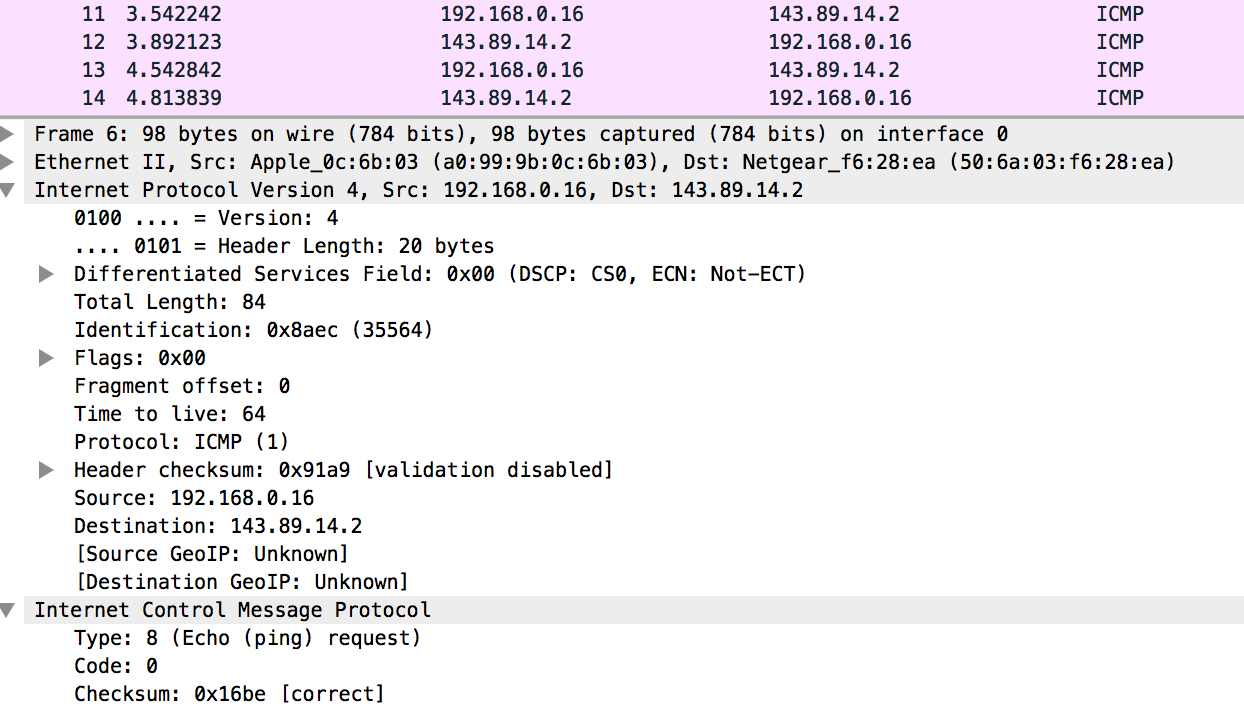 11 3.542242 192.168.0.16 143.89.14.2 ICMP
12 3.892123 143.89.14.2 192.168.0.16 ICMP
13 4.542842 192.168.0.16 143.89.14.2 ICMP
14 4.813839 143.89.14.2 192.168.0.16 ICMP
Frame 6: 98 bytes on wire (784 bits), 98 bytes captured (784 bits) on interface 0
Ethernet II, Src: Apple_0c:6b:03 (a0:99:9b:0c:6b:03), Dst: Netgear_f6:28:ea (50:6a:03:f6:28:ea)
Internet Protocol Version 4, Src: 192.168.0.16, Dst: 143.89.14.2
0100 .... = Version: 4
.... 0101 = Header Length: 20 bytes
Differentiated Services Field: 0x00 (DSCP: CS0, ECN: Not-ECT)
Total Length: 84
Identification: 0x8aec (35564)
Flags: 0x00
Fragment offset: 0
Time to live: 64
Protocol: ICMP (1)
Header checksum: 0x91a9 [validation disabled]
Source: 192.168.0.16
Destination: 143.89.14.2
[Source GeoIP: Unknown]
[Destination GeoIP: Unknown]
Internet Control Message Protocol
Type: 8 (Echo (ping) request)
Code: 0
Checksum: 0x16be [correct]